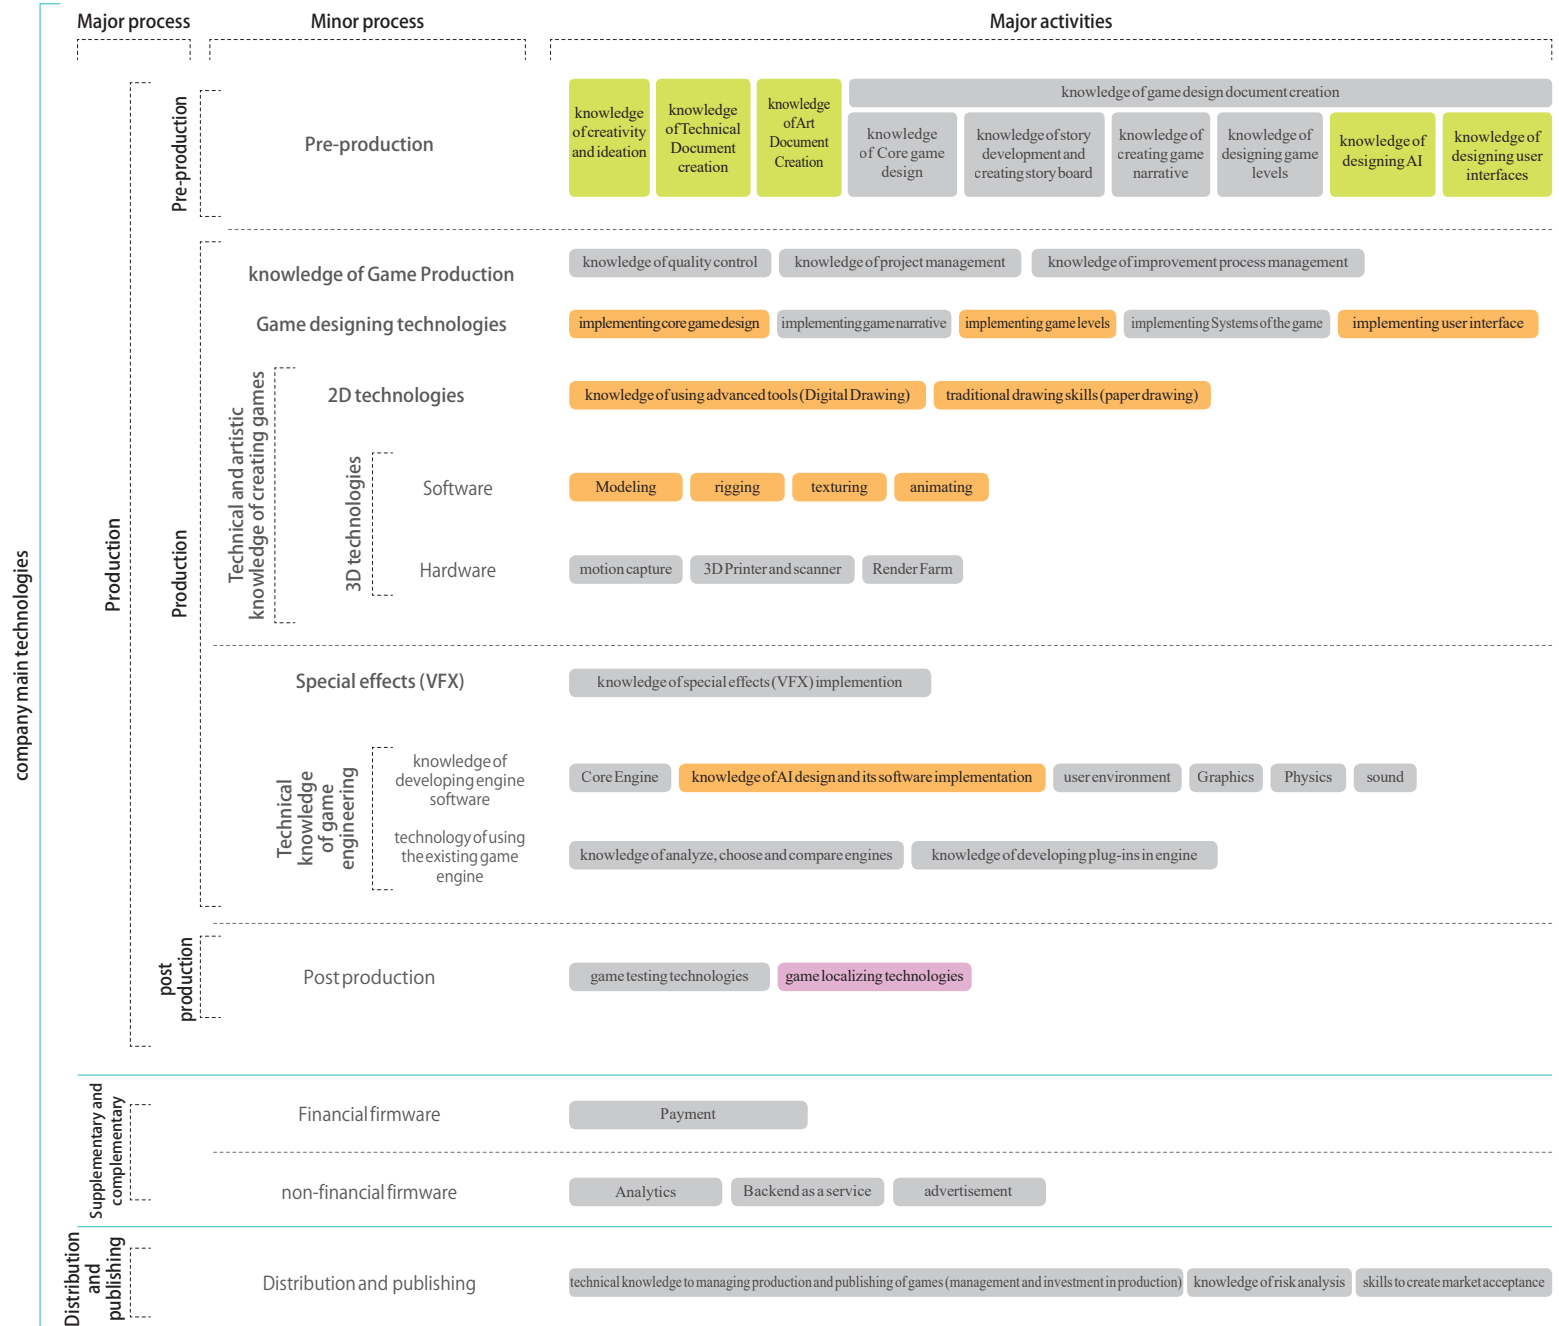 Major process
Minor process
Major activities
company main technologies
Production
Pre-production
Pre-production
knowledge
of creativity
and ideation
knowledge
of Technical
Document
creation
knowledge
of Art
Document
Creation
knowledge of game design document creation
knowledge
of Core game
design
knowledge of story
development and
creating story board
knowledge of
creating game
narrative
knowledge of
designing game
levels
knowledge of
designing AI
knowledge of
designing user
interfaces
Production
knowledge of Game Production
knowledge of quality control
knowledge of project management
knowledge of improvement process management
Game designing technologies
implementing core game design
implementing game narrative
implementing game levels
implementing Systems of the game
implementing user interface
Technical and artistic
knowledge of creating games
2D technologies
knowledge of using advanced tools (Digital Drawing)
traditional drawing skills (paper drawing)
3D technologies
Software
Modeling
rigging
texturing
animating
Hardware
motion capture
3D Printer and scanner
Render Farm
Special effects (VFX)
knowledge of special effects (VFX) implemention
Technical
knowledge
of game
engineering
knowledge of
developing engine
software
Core Engine
knowledge of AI design and its software implementation
user environment
Graphics
Physics
sound
technology of using
the existing game
engine
knowledge of analyze, choose and compare engines
knowledge of developing plug-ins in engine
post
production
Post production
game testing technologies
game localizing technologies
Supplementary and
complementary
Financial firmware
Payment
non-financial firmware
Analytics
Backend as a service
advertisement
Distribution
and
publishing
Distribution and publishing
technical knowledge to managing production and publishing of games (management and investment in production)
knowledge of risk analysis
skills to create market acceptance